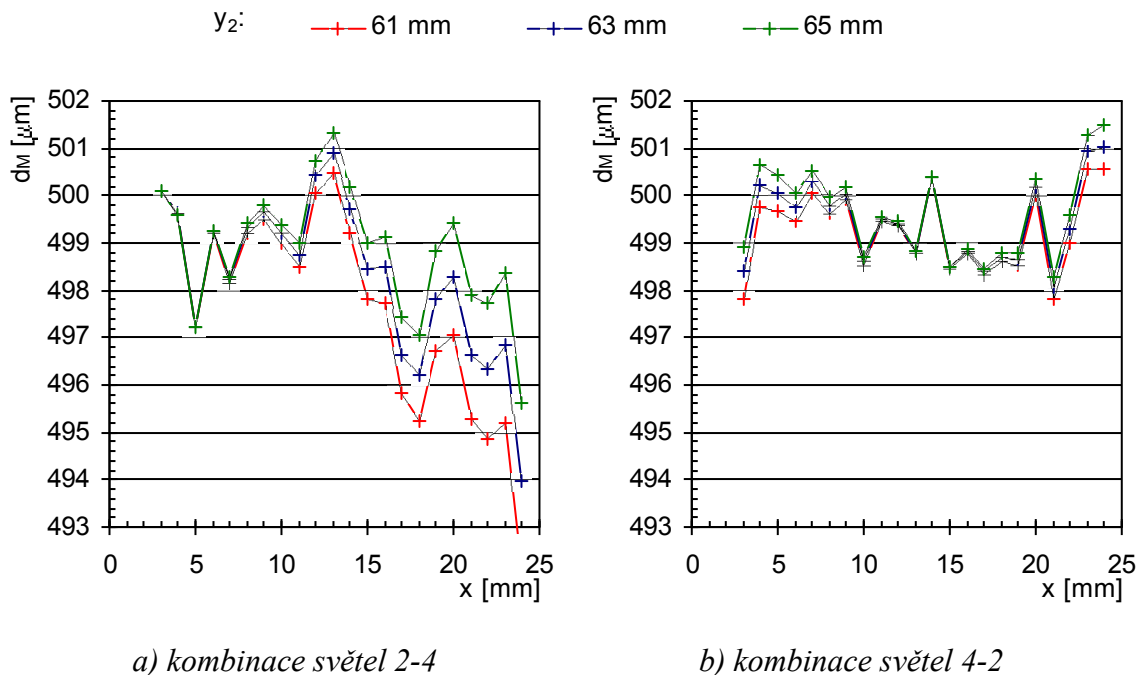 y₂: 61 mm 63 mm 65 mm
dM [μm]
502
501
500
499
498
497
496
495
494
493
0 5 10 15 20 25
x [mm]
a) kombinace světel 2-4
dM [μm]
502
501
500
499
498
497
496
495
494
493
0 5 10 15 20 25
x [mm]
b) kombinace světel 4-2